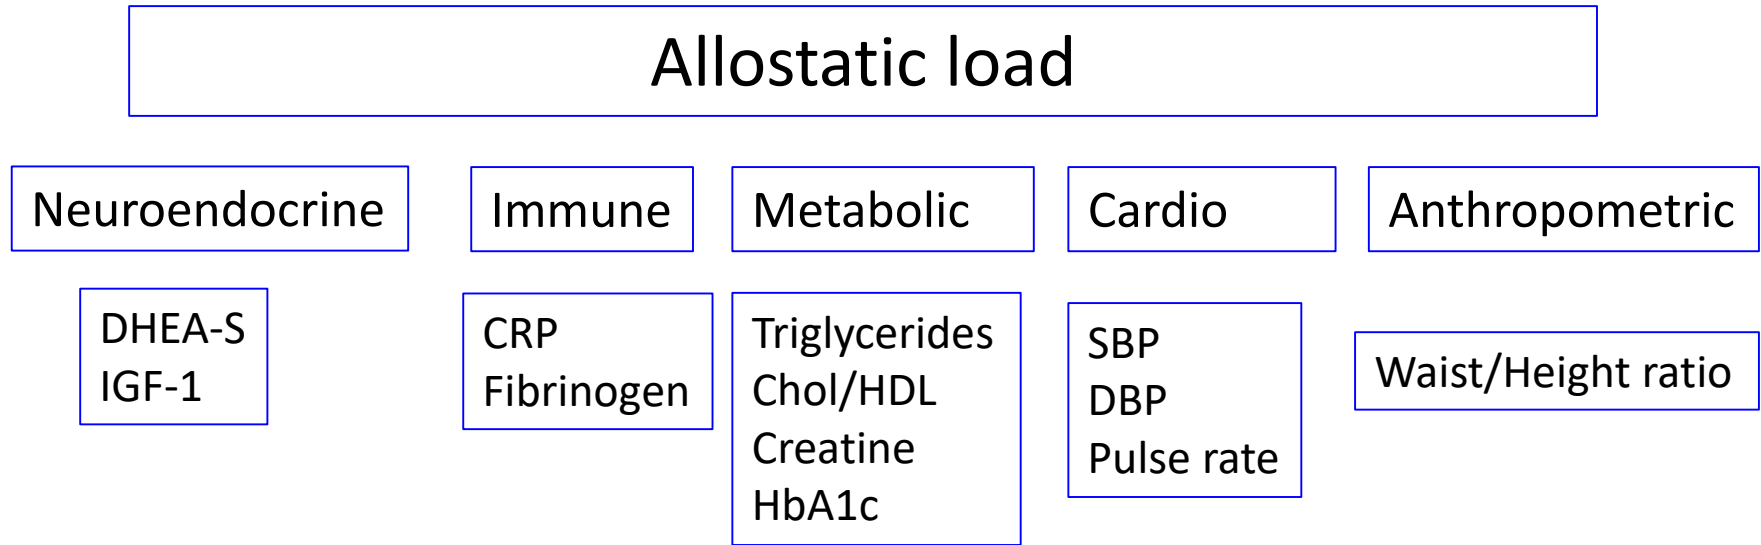 Allostatic load
Neuroendocrine
Immune
Metabolic
Cardio
Anthropometric
DHEA-S
IGF-1
CRP
Fibrinogen
Triglycerides
Chol/HDL
Creatine
HbA1c
SBP
DBP
Pulse rate
Waist/Height ratio